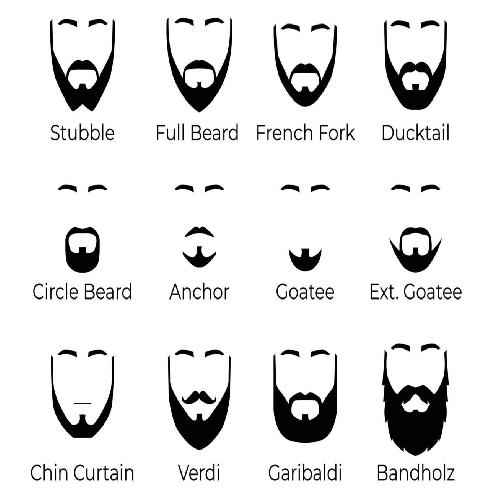 Stubble Full Beard French Fork Ducktail
Circle Beard Anchor Goatee Ext. Goatee
Chin Curtain Verdi Garibaldi Bandholz